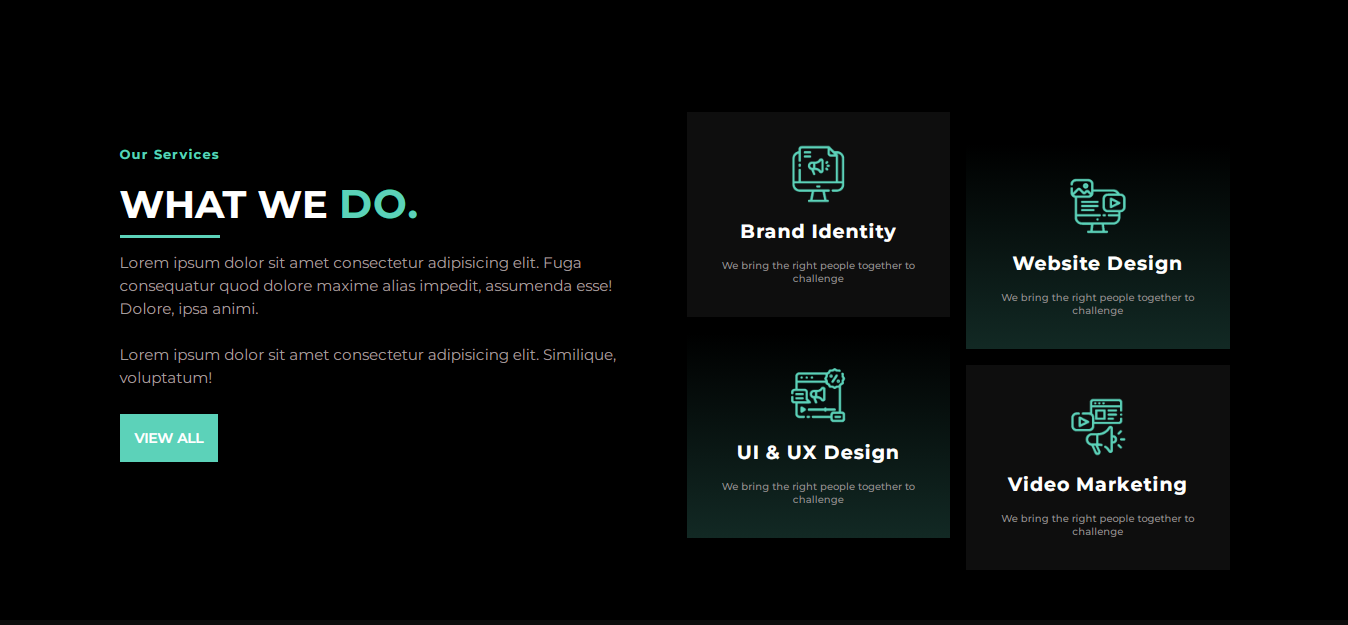 Our Services
WHAT WE DO.
Lorem ipsum dolor sit amet consectetur adipisicing elit. Fuga
consequatur quod dolore maxime alias impedit, assumenda esse!
Dolore, ipsa animi.
Lorem ipsum dolor sit amet consectetur adipisicing elit. Similique,
voluptatum!
VIEW ALL
Brand Identity
We bring the right people together to
challenge
Website Design
We bring the right people together to
challenge
UI & UX Design
We bring the right people together to
challenge
Video Marketing
We bring the right people together to
challenge